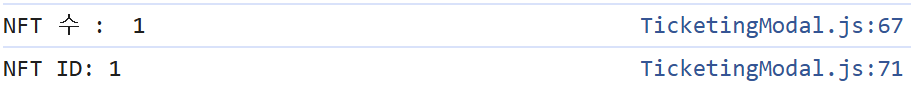 NFT 수 :  1 TicketingModal.js:67
NFT ID: 1 TicketingModal.js:71